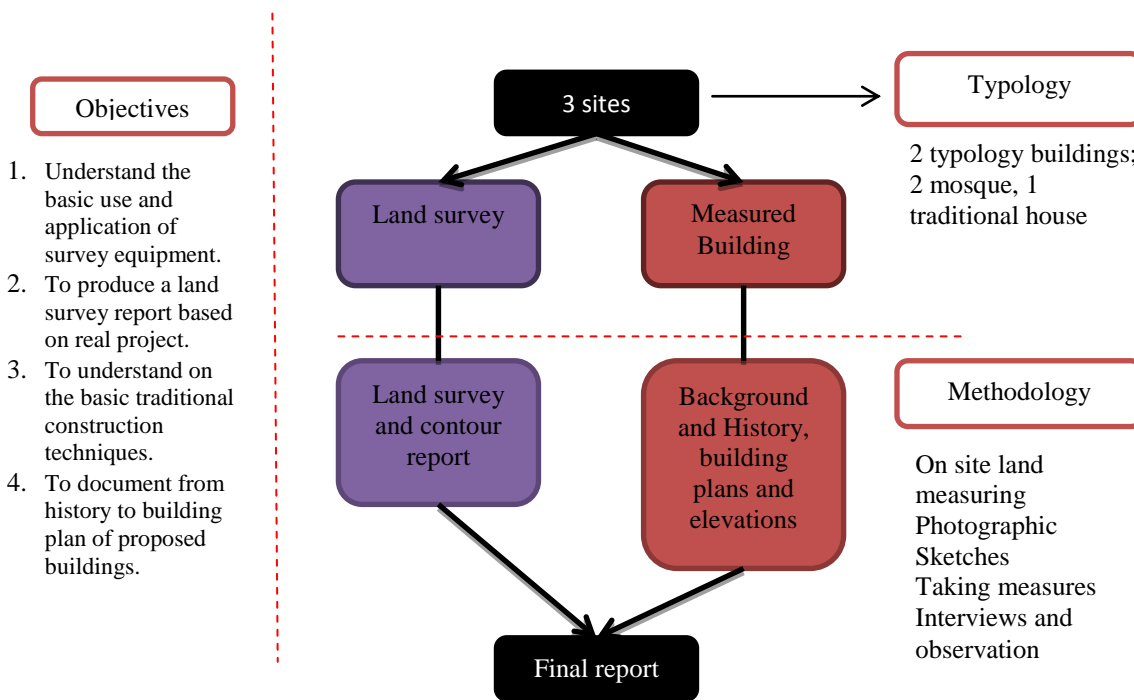 Objectives
1. Understand the
basic use and
application of
survey equipment.
2. To produce a land
survey report based
on real project.
3. To understand on
the basic traditional
construction
techniques.
4. To document from
history to building
plan of proposed
buildings.
3 sites
Land survey
Measured
Building
Land survey
and contour
report
Background
and History,
building
plans and
elevations
Final report
Typology
2 typology buildings;
2 mosque, 1
traditional house
Methodology
On site land
measuring
Photographic
Sketches
Taking measures
Interviews and
observation